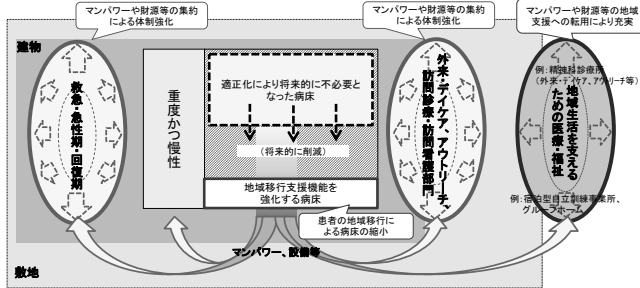 マンパワーや財源等の集約
による体制強化
マンパワーや財源等の集約
による体制強化
マンパワーや財源等の地域
支援への転用により充実
建物
救急・急性期・回復期
重度かつ慢性
適正化により将来的に不必要と
なった病床
(将来的に削減)
地域移行支援機能を
強化する病床
患者の地域移行に
よる病床の縮小
外来・デイケア、アウトリーチ、
訪問診療・訪問看護部門
例:精神科診療所
(外来・デイケア、アウトリーチ等)
地域生活を支える
ための医療・福祉
例:宿泊型自立訓練事業所、
グループホーム
マンパワー、設備等
敷地